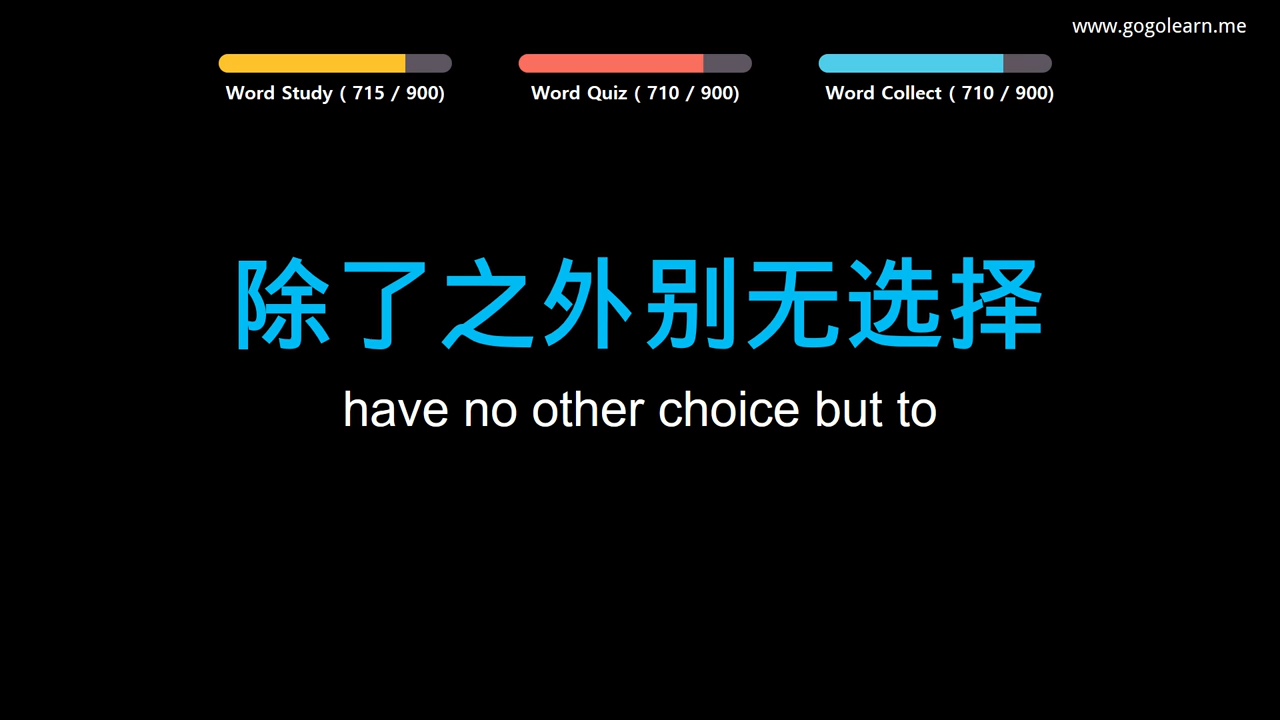 www.gogolearn.me
Word Study ( 715 / 900)
Word Quiz ( 710 / 900)
Word Collect ( 710 / 900)
除了之外别无选择
have no other choice but to